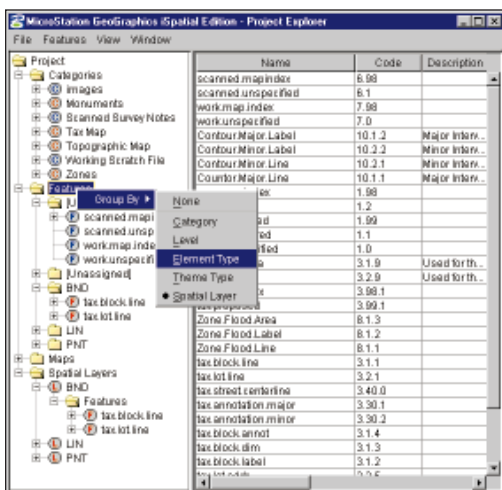 MicroStation GeoGraphics iSpatial Edition - Project Explorer
File Features View Window
Project
Categories
images
Monuments
Scanned Survey Notes
Tax Map
Topographic Map
Working Scratch File
Zones
Features
scanned.mapi
scanned.unsp
work.map.inde
work.unspecifi
[Unassigned]
BND
tax.block.line
tax.lot.line
LIN
PNT
Maps
Spatial Layers
BND
Features
tax.block.line
tax.lot.line
LIN
PNT
Group By
None
Category
Level
Element Type
Theme Type
Spatial Layer
Name Code Description
scanned.mapindex 6.98
scanned.unspecified 6.1
work.map.index 7.98
work.unspecified 7.0
Contour.Major.Label 10.1.2 Major Interv...
Contour.Minor.Label 10.2.2 Minor Interv...
Contour.Minor.Line 10.2.1 Minor Interv...
Countor.Major.Line 10.1.1 Major Interv...
ex 1.98
1.2
ed 1.99
ed 1.1
fied 1.0
e 3.1.9 Used for th...
3.2.9 Used for th...
x 3.98.1
tax.proposed 3.99.1
Zone.Flood.Area 8.1.3
Zone.Flood.Label 8.1.2
Zone.Flood.Line 8.1.1
tax.block.line 3.1.1
tax.lot.line 3.2.1
tax.street.centerline 3.40.0
tax.annotation.major 3.30.1
tax.annotation.minor 3.30.2
tax.block.annot 3.1.4
tax.block.dim 3.1.3
tax.block.label 3.1.2